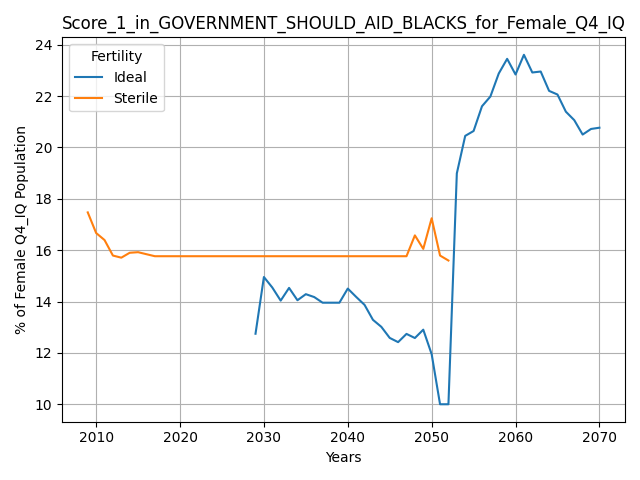 Score_1_in_GOVERNMENT_SHOULD_AID_BLACKS_for_Female_Q4_IQ
Fertility
Ideal
Sterile
% of Female Q4_IQ Population
24
22
20
18
16
14
12
10
2010 2020 2030 2040 2050 2060 2070
Years